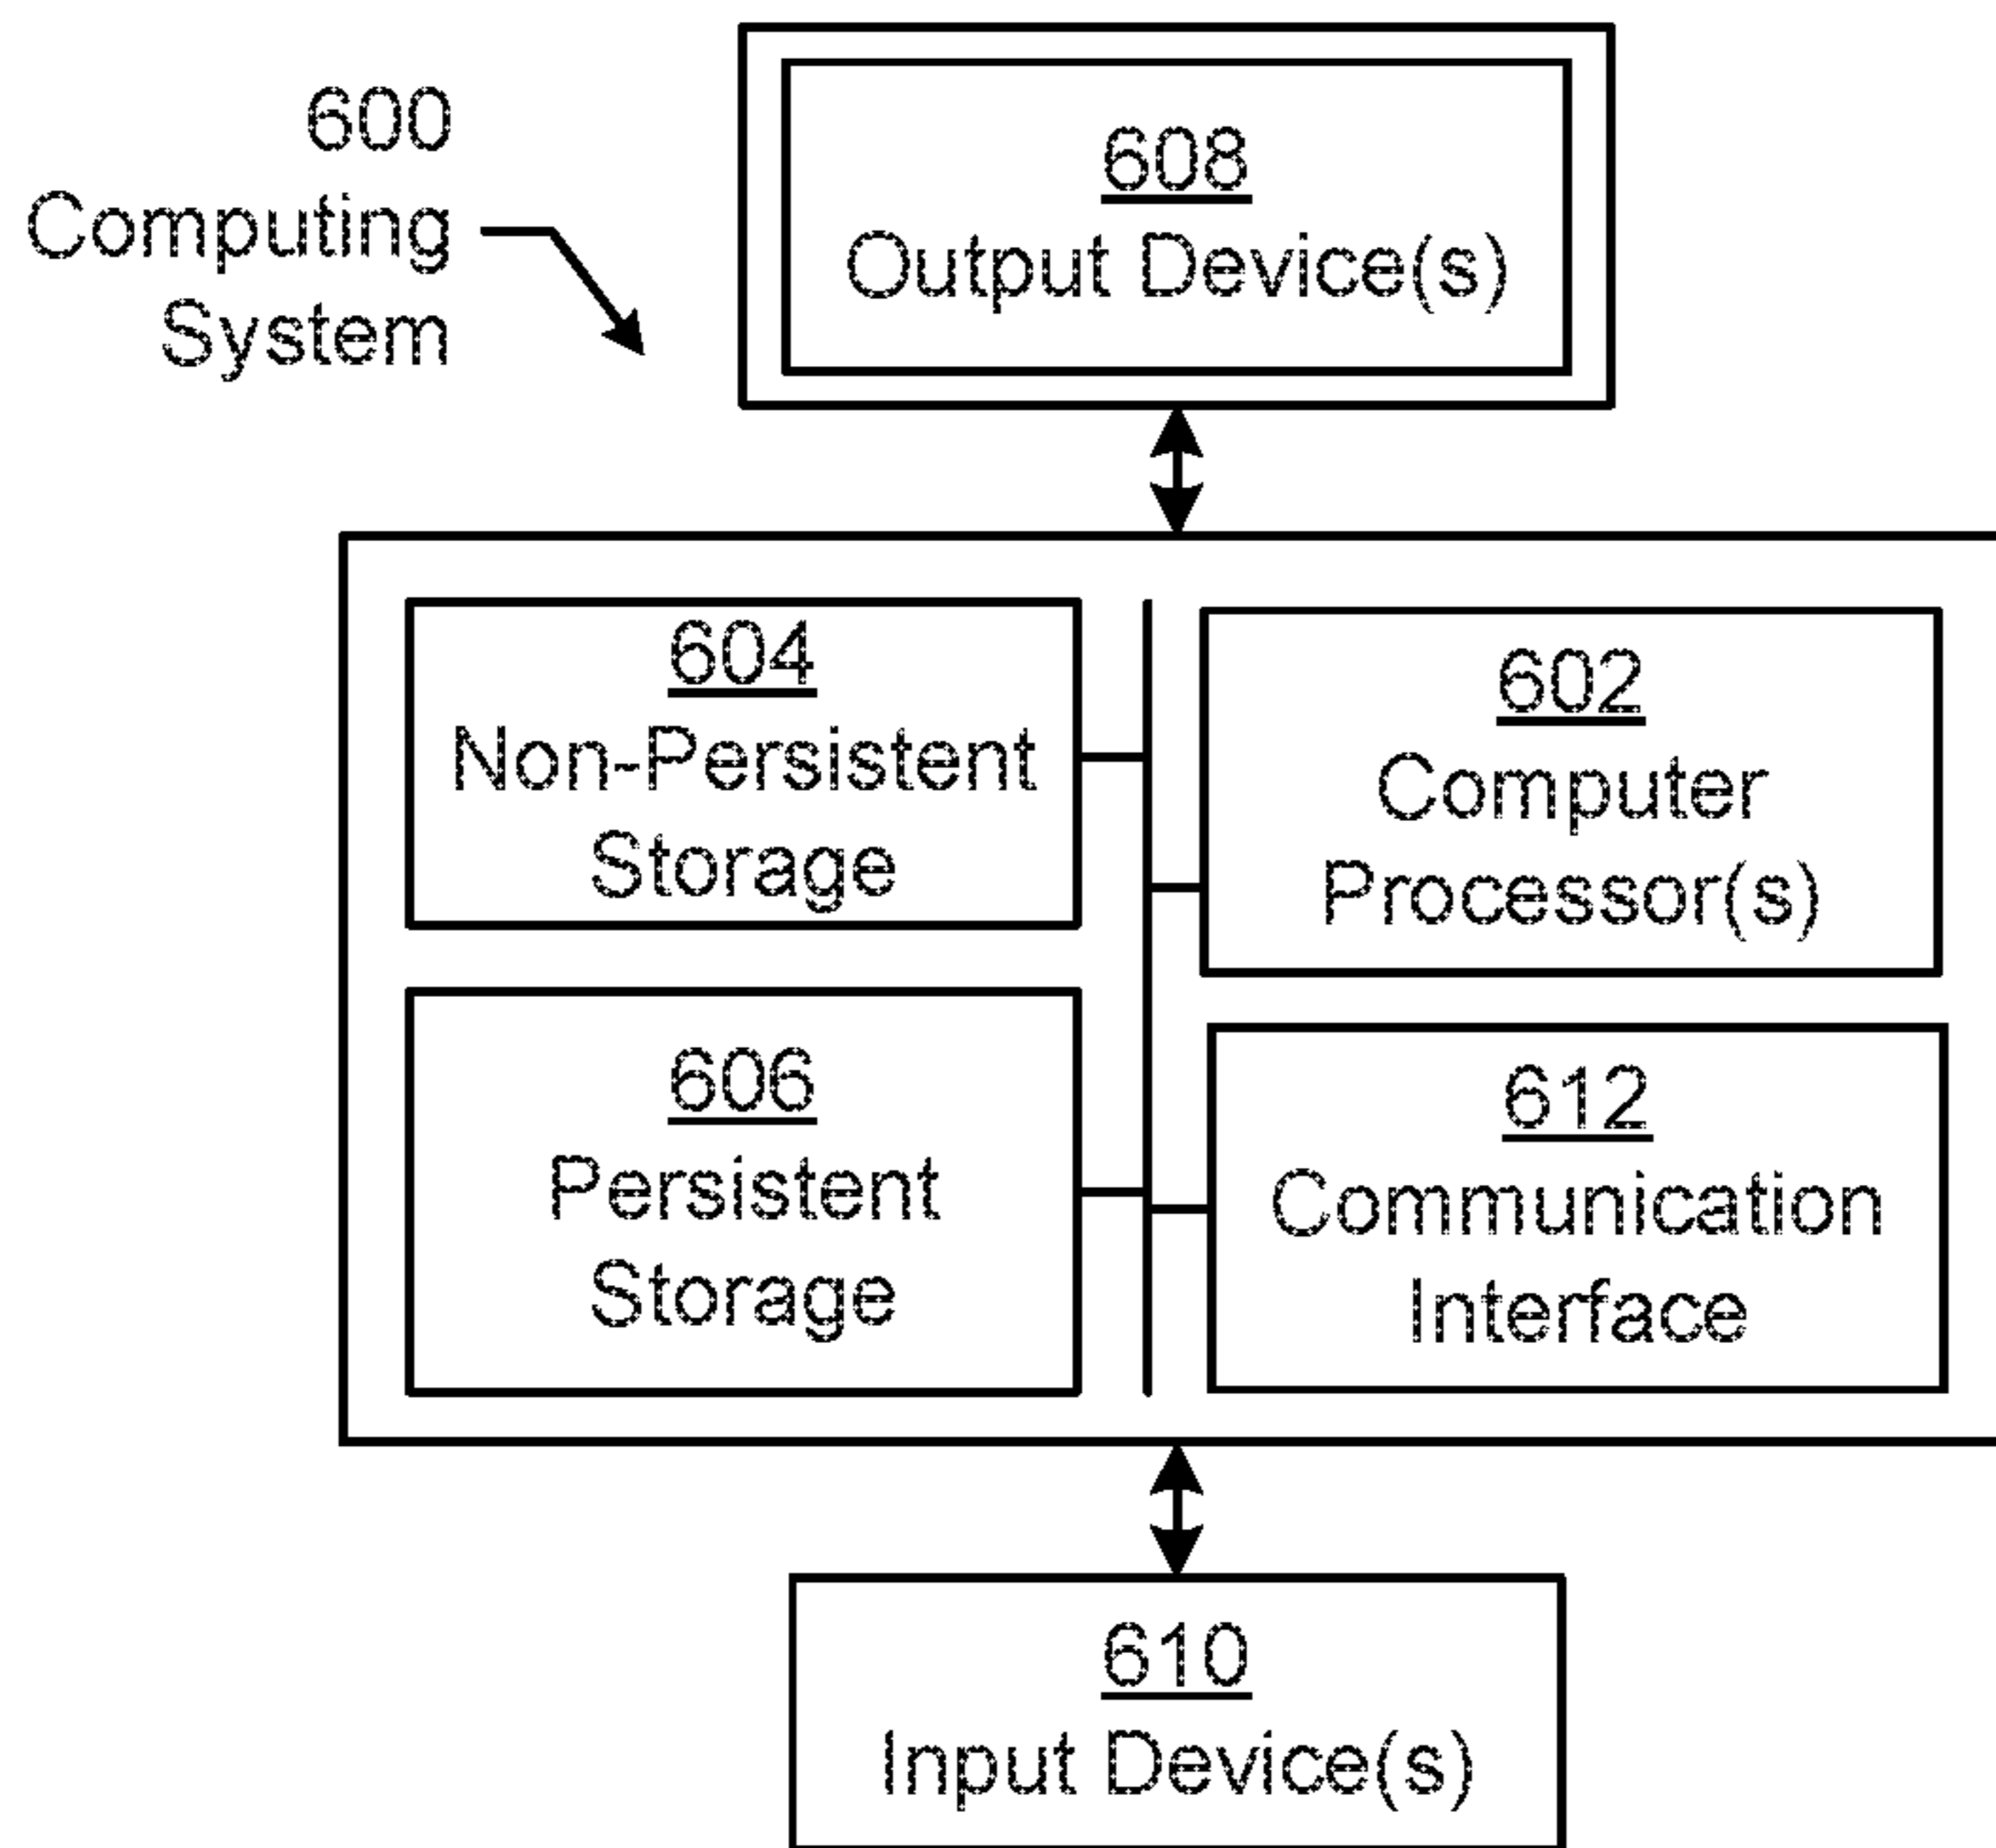 600
Computing
System
608
Output Device(s)
604
Non-Persistent
Storage
602
Computer
Processor(s)
606
Persistent
Storage
612
Communication
Interface
610
Input Device(s)